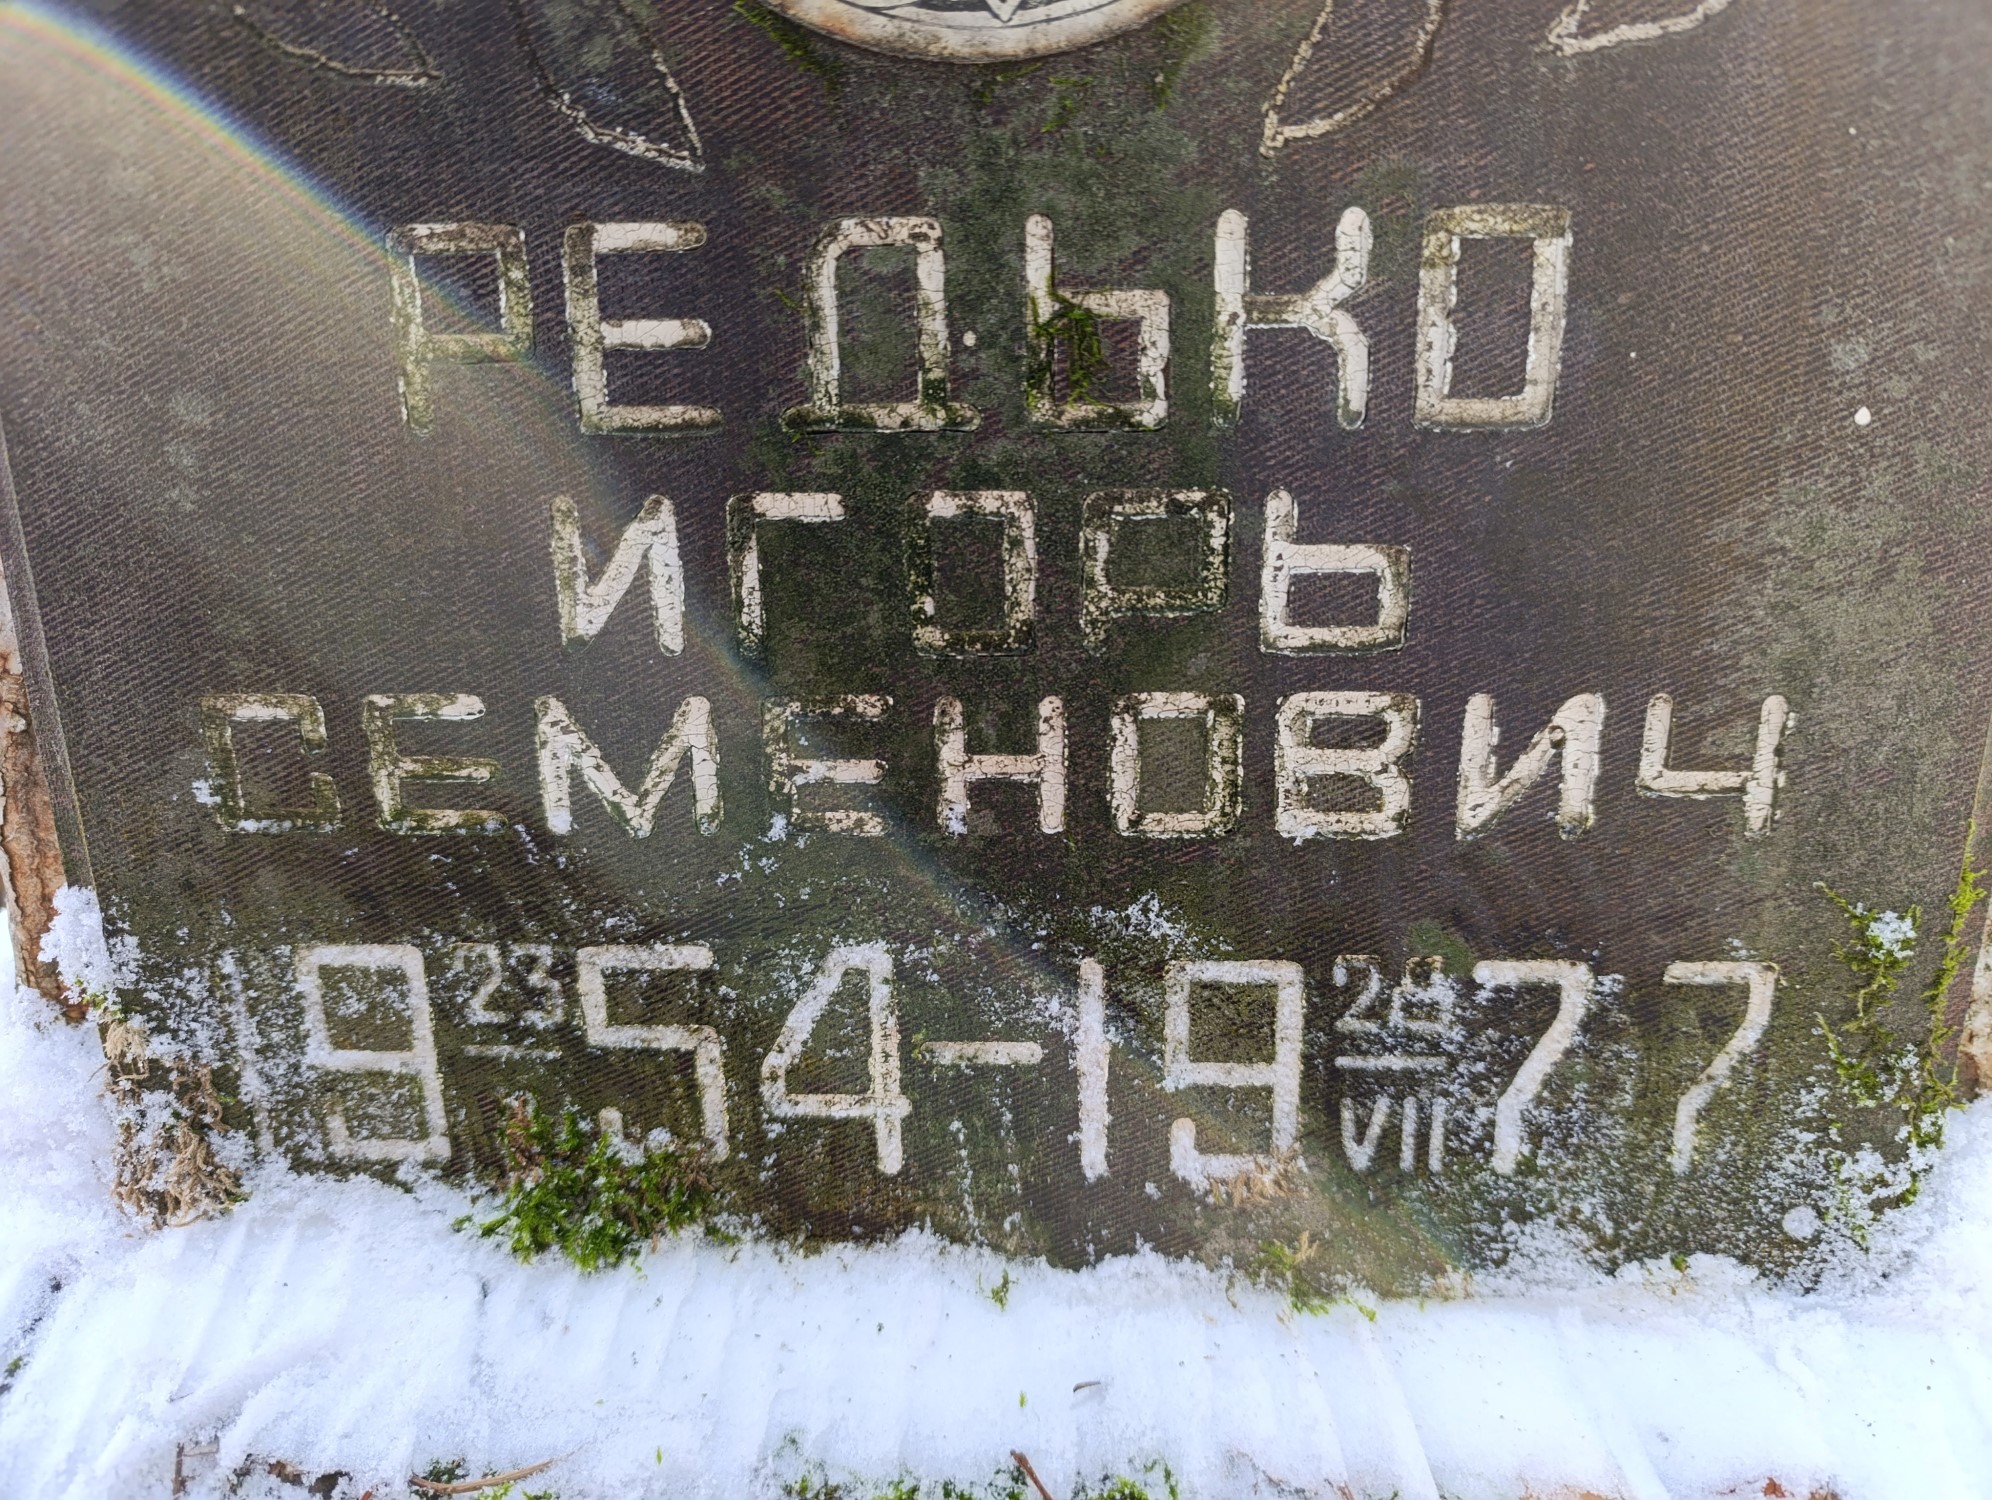 РЕДЬКО
ИГОРЬ
СЕМЕНОВИЧ
19 23 54-19 28/VII 77